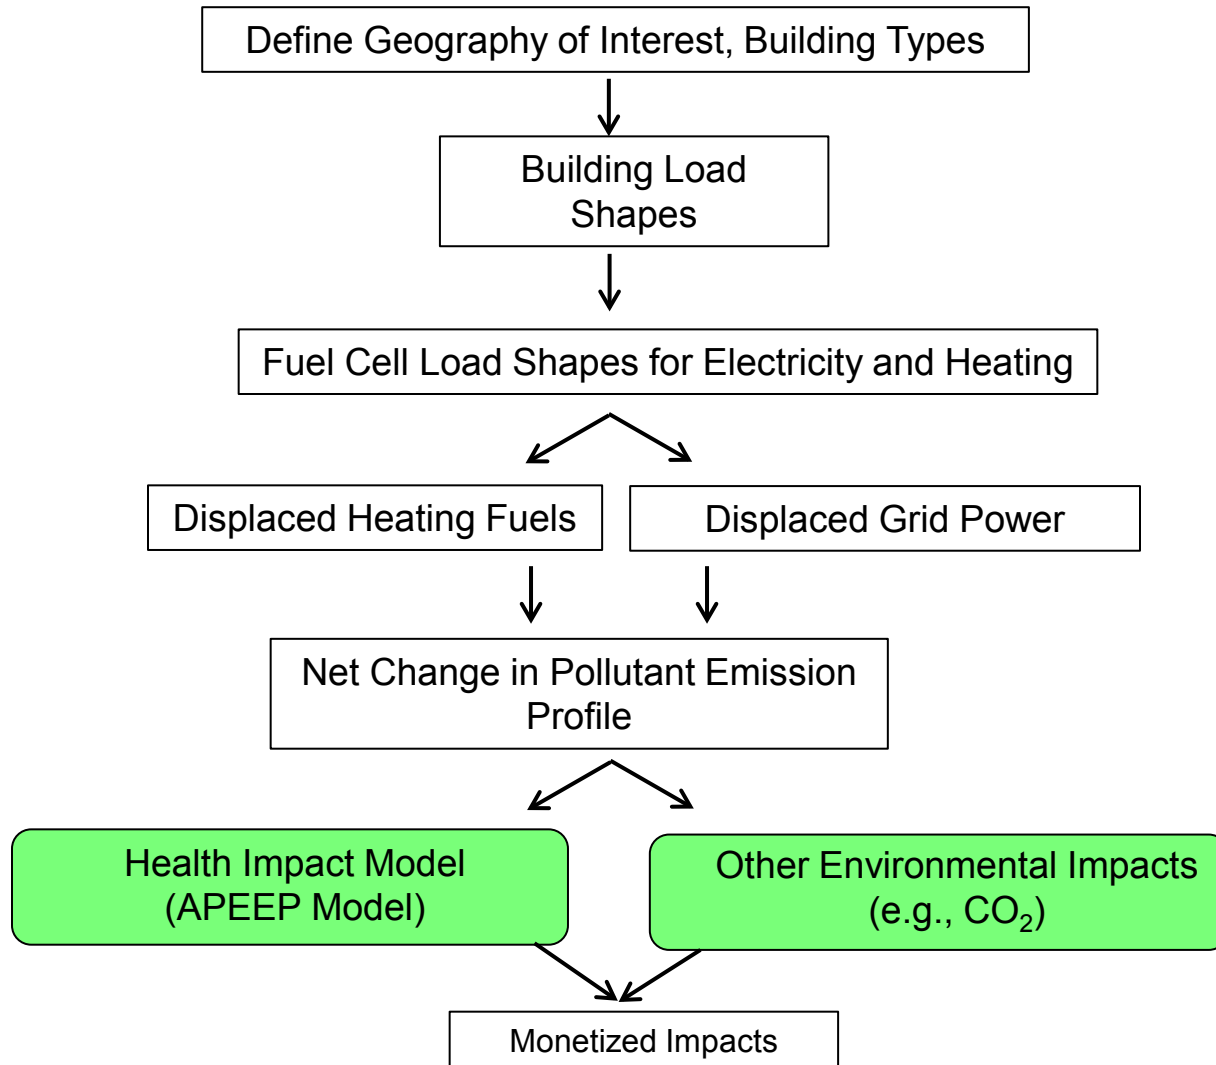 Define Geography of Interest, Building Types
Building Load
Shapes
Fuel Cell Load Shapes for Electricity and Heating
Displaced Heating Fuels
Displaced Grid Power
Net Change in Pollutant Emission
Profile
Health Impact Model
(APEEP Model)
Other Environmental Impacts
(e.g., CO₂)
Monetized Impacts